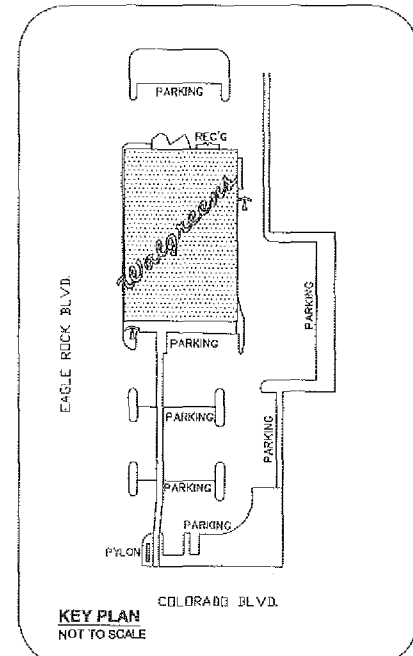 PARKING
REC'G
Walgreens
EAGLE ROCK BLVD.
PARKING
PARKING
PARKING
PARKING
PARKING
PARKING
PYLON
COLORADO BLVD.
KEY PLAN
NOT TO SCALE